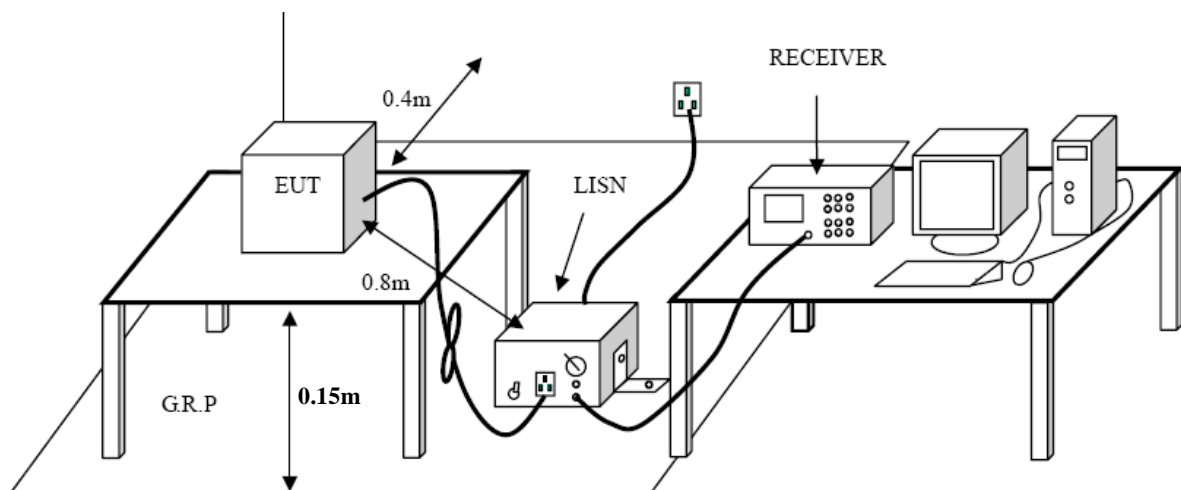 RECEIVER
0.4m
EUT
LISN
0.8m
G.R.P
0.15m